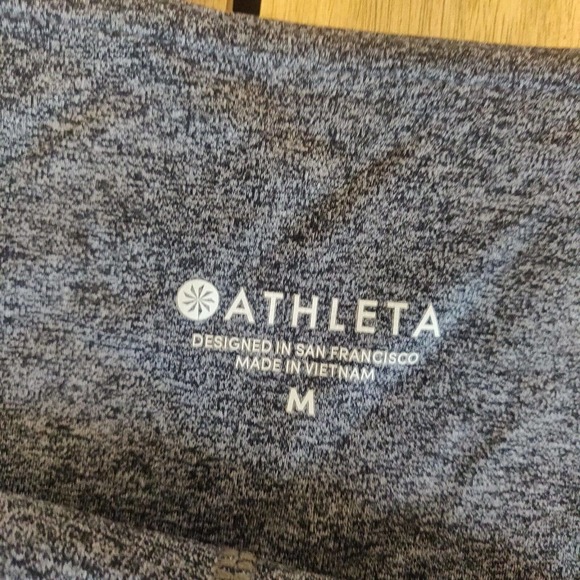 ATHLETA
DESIGNED IN SAN FRANCISCO
MADE IN VIETNAM
M